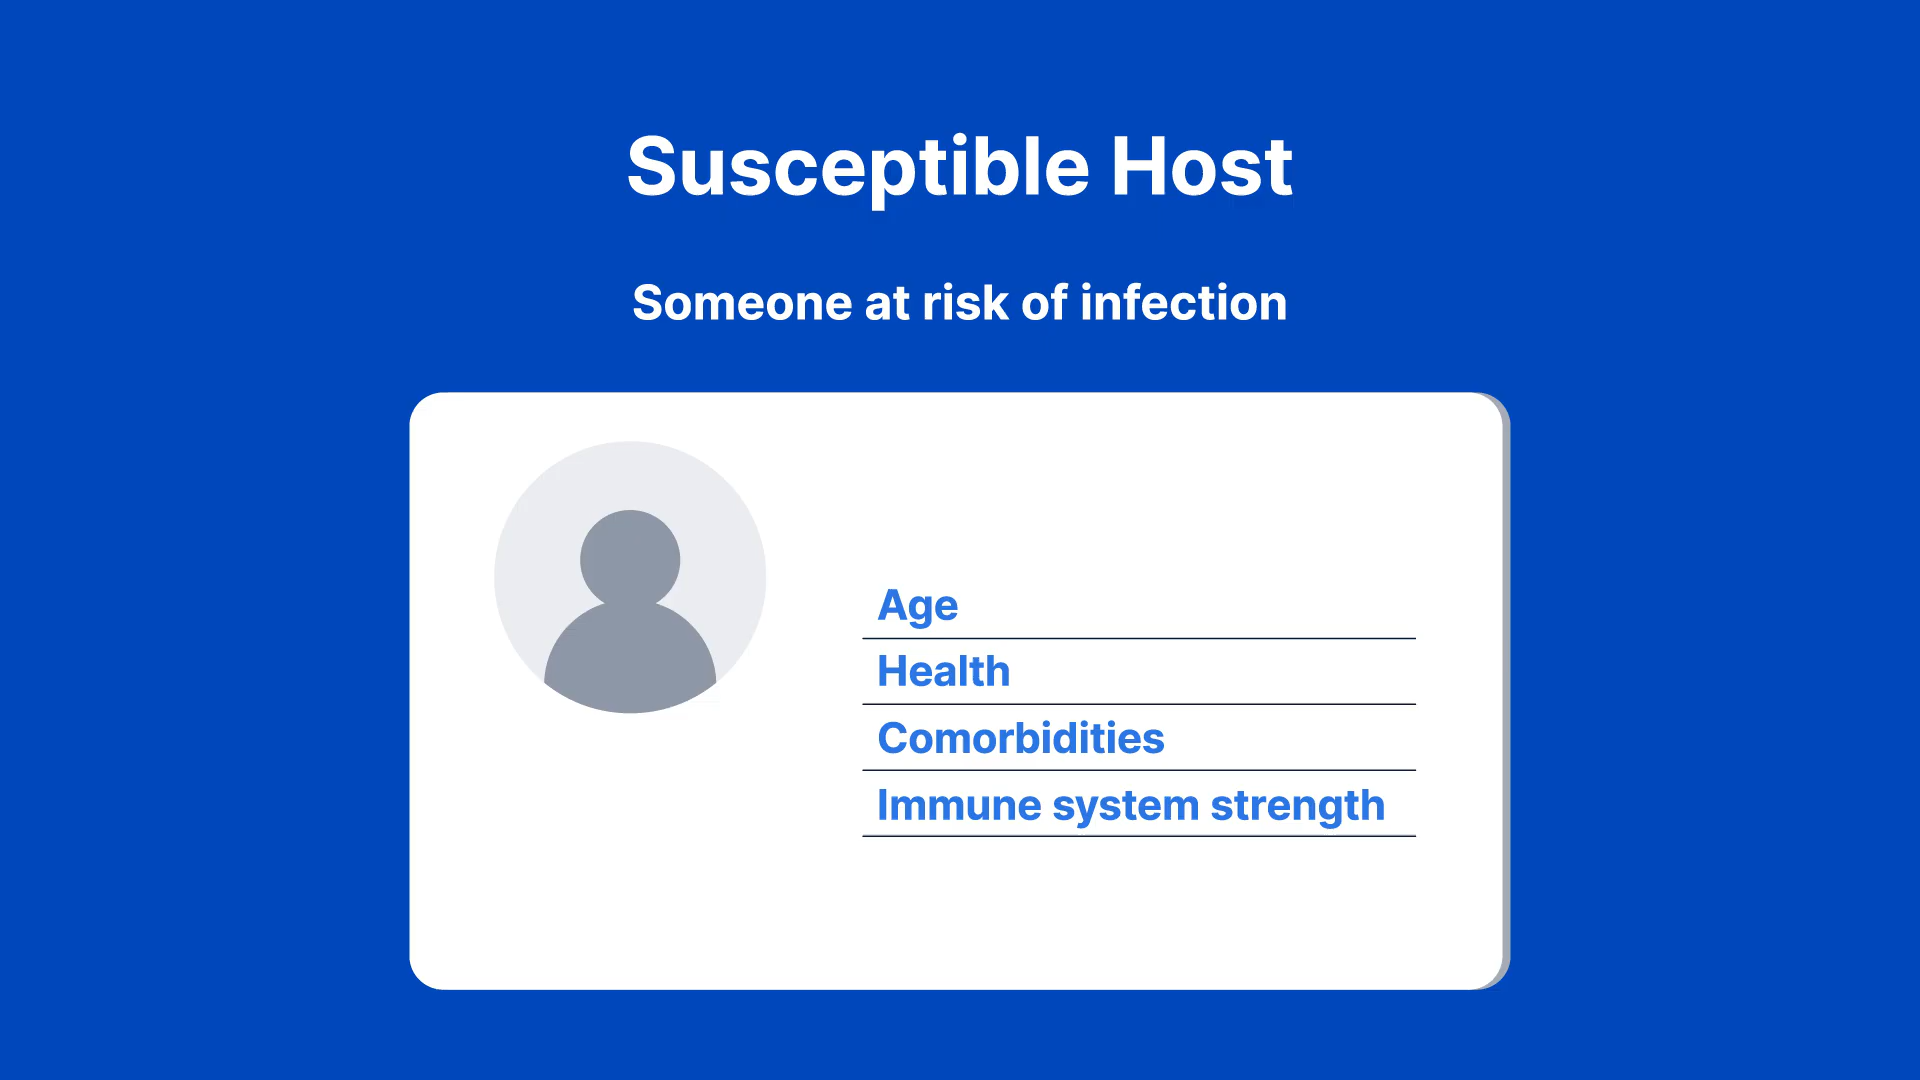 Susceptible Host
Someone at risk of infection
Age
Health
Comorbidities
Immune system strength